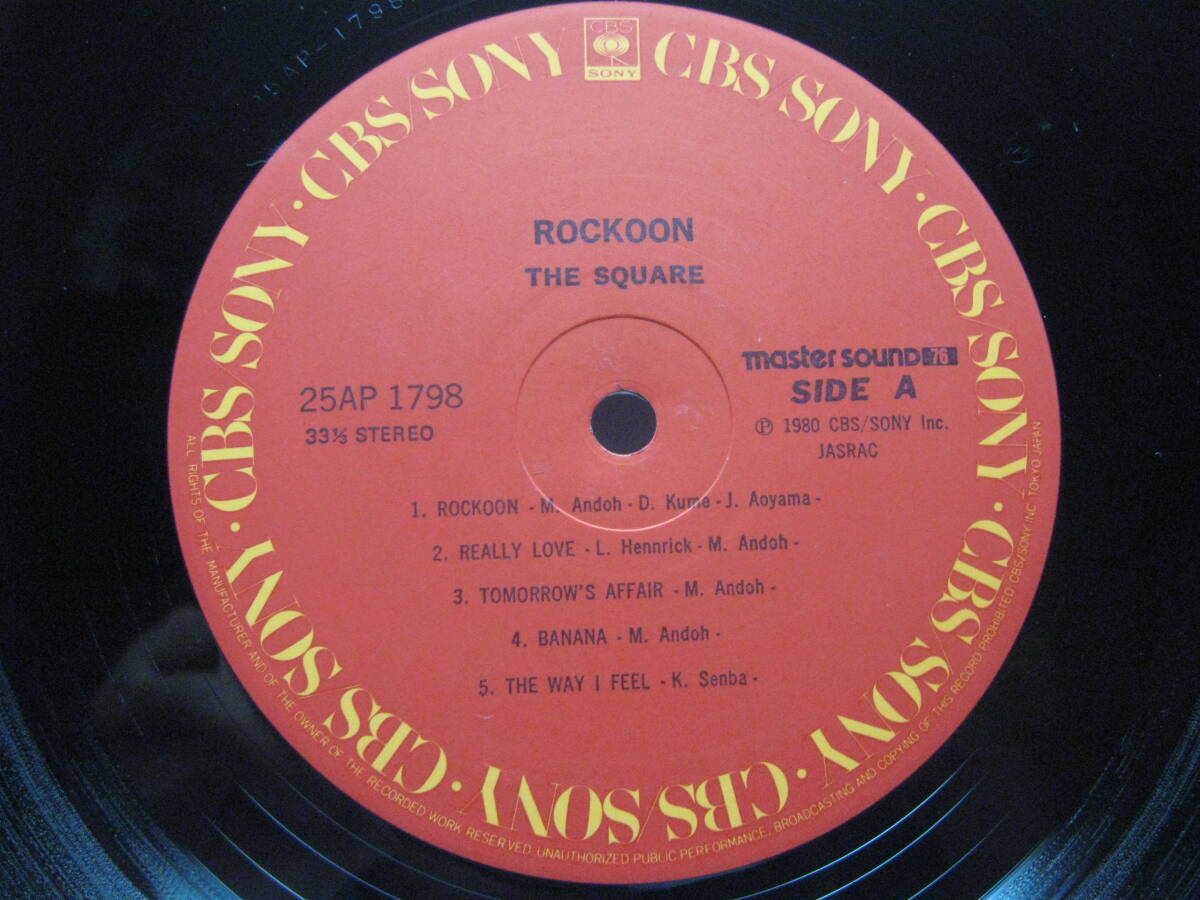 25AP-1798
CBS
SONY
CBS/SONY · CBS/SONY · CBS/SONY · CBS/SONY · CBS/SONY · CBS/SONY · CBS/SONY · CBS/SONY · CBS/SONY · CBS/SONY
ROCKOON
THE SQUARE
master sound 76
SIDE A
25AP 1798
33⅓ STEREO
Ⓟ 1980 CBS/SONY Inc.
JASRAC
1. ROCKOON - M. Andoh - D. Kume - J. Aoyama -
2. REALLY LOVE - L. Hennrick - M. Andoh -
3. TOMORROW'S AFFAIR - M. Andoh -
4. BANANA - M. Andoh -
5. THE WAY I FEEL - K. Senba -
ALL RIGHTS OF THE MANUFACTURER AND OF THE OWNER OF THE RECORDED WORK RESERVED. UNAUTHORIZED PUBLIC PERFORMANCE, BROADCASTING AND COPYING OF THIS RECORD PROHIBITED CBS/SONY INC. TOKYO JAPAN